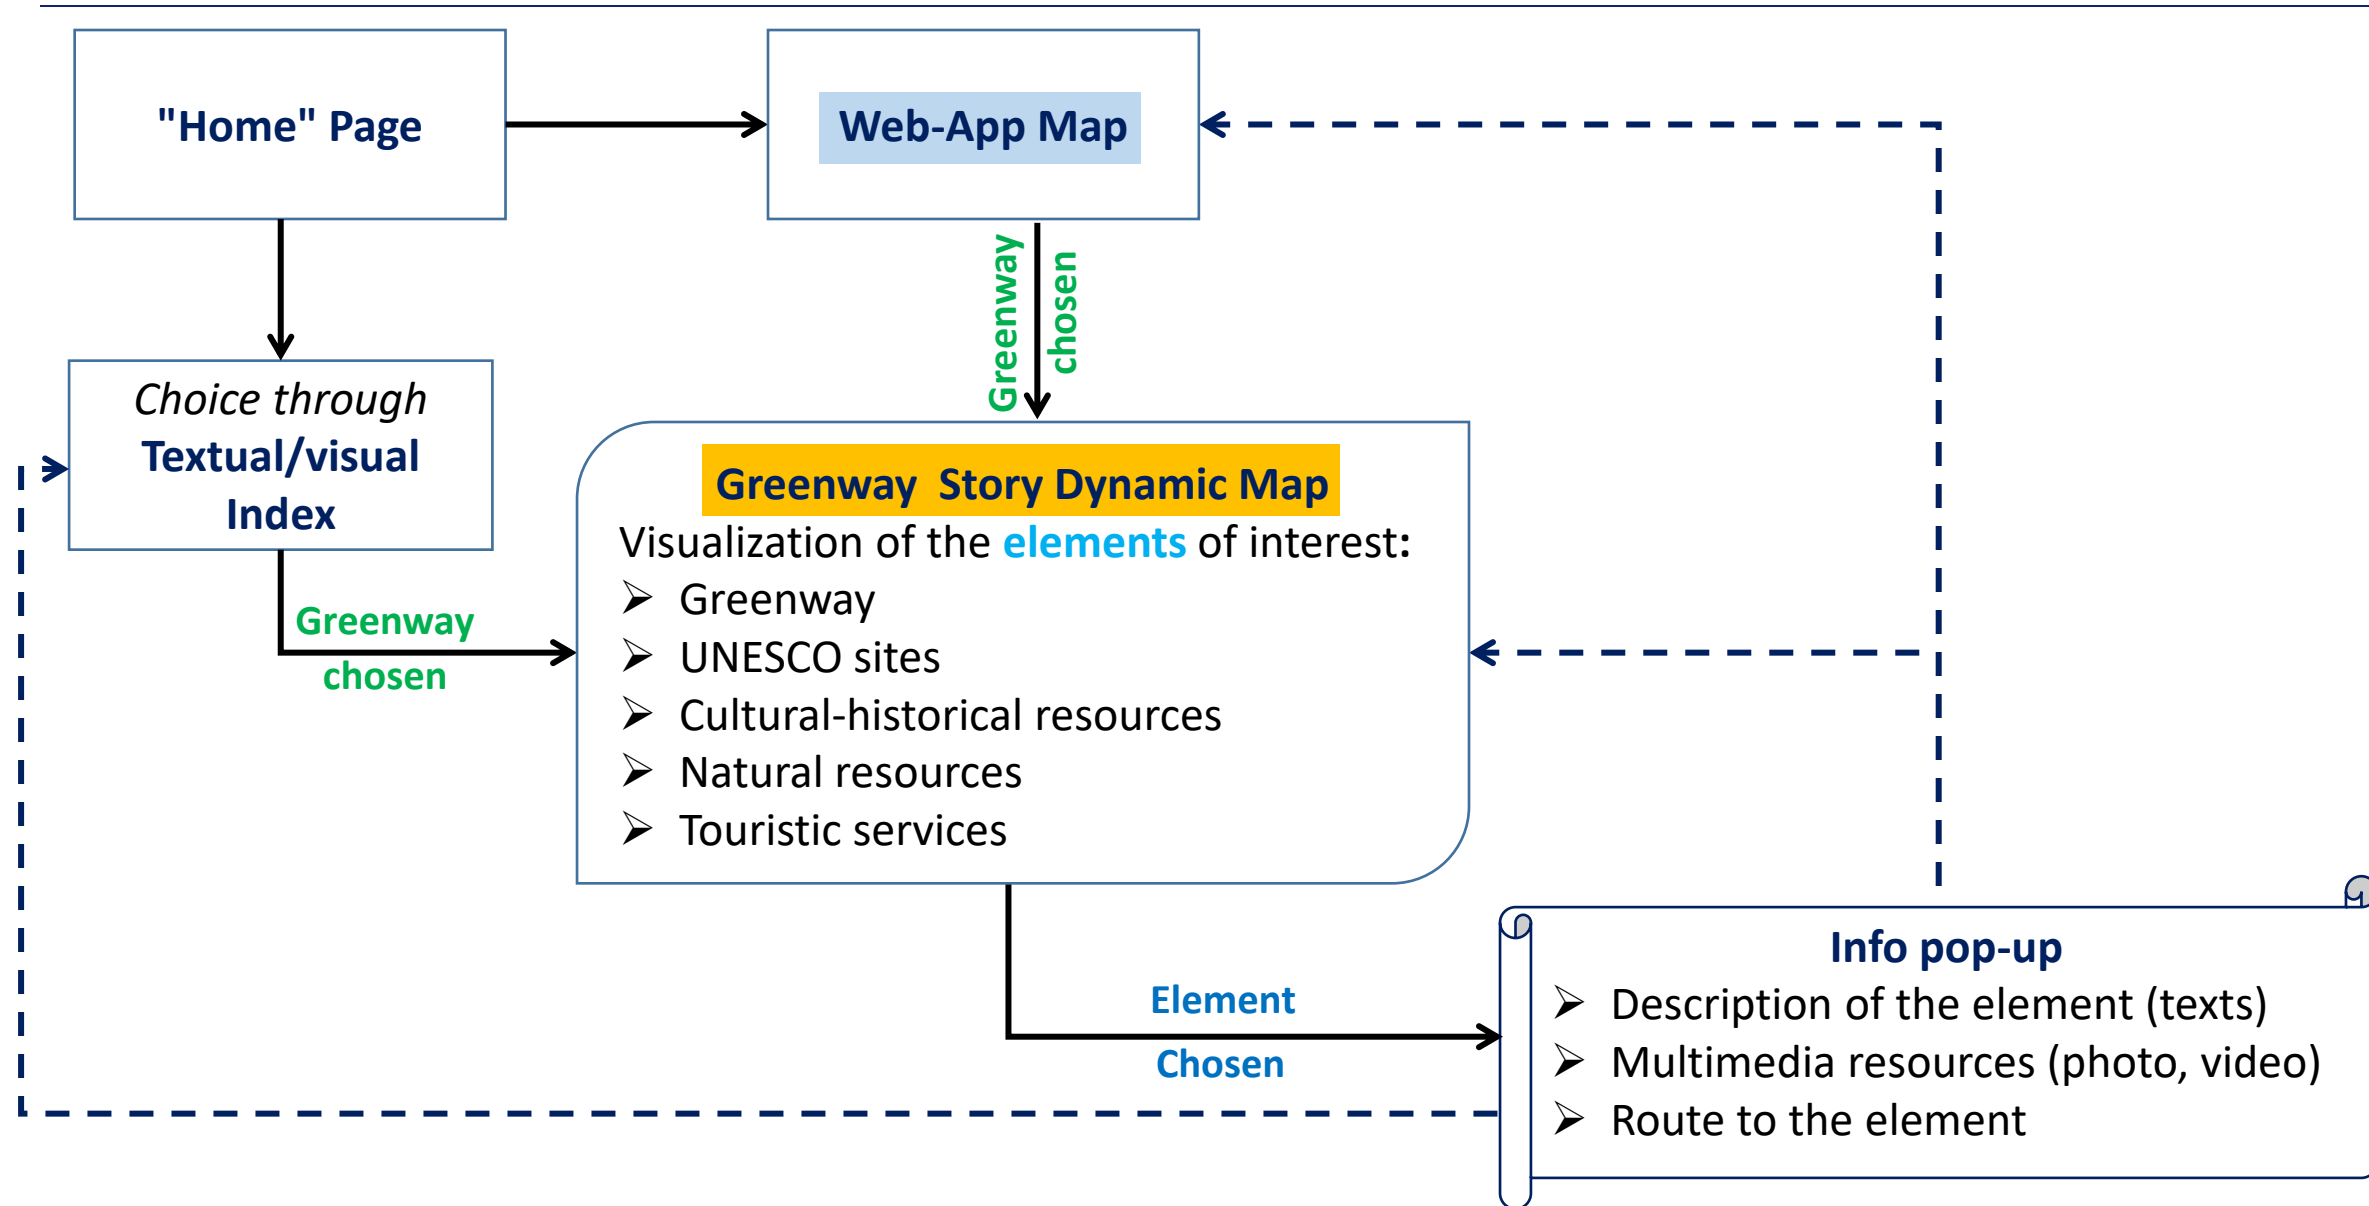 "Home" Page
Web-App Map
Greenway
chosen
Choice through
Textual/visual
Index
Greenway
chosen
Greenway  Story Dynamic Map
Visualization of the elements of interest:
➢ Greenway
➢ UNESCO sites
➢ Cultural-historical resources
➢ Natural resources
➢ Touristic services
Element
Chosen
Info pop-up
➢ Description of the element (texts)
➢ Multimedia resources (photo, video)
➢ Route to the element